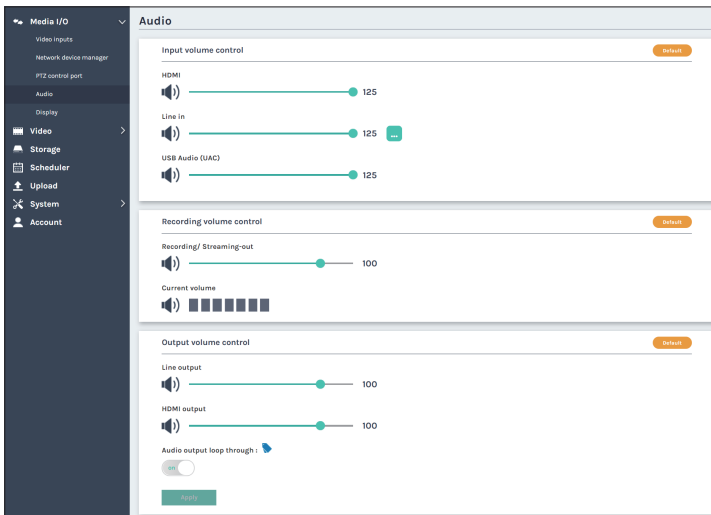 Media I/O
Video inputs
Network device manager
PTZ control port
Audio
Display
Video
Storage
Scheduler
Upload
System
Account
Audio
Input volume control
Default
HDMI
125
Line in
125
...
USB Audio (UAC)
125
Recording volume control
Default
Recording/ Streaming-out
100
Current volume
Output volume control
Default
Line output
100
HDMI output
100
Audio output loop through :
on
Apply